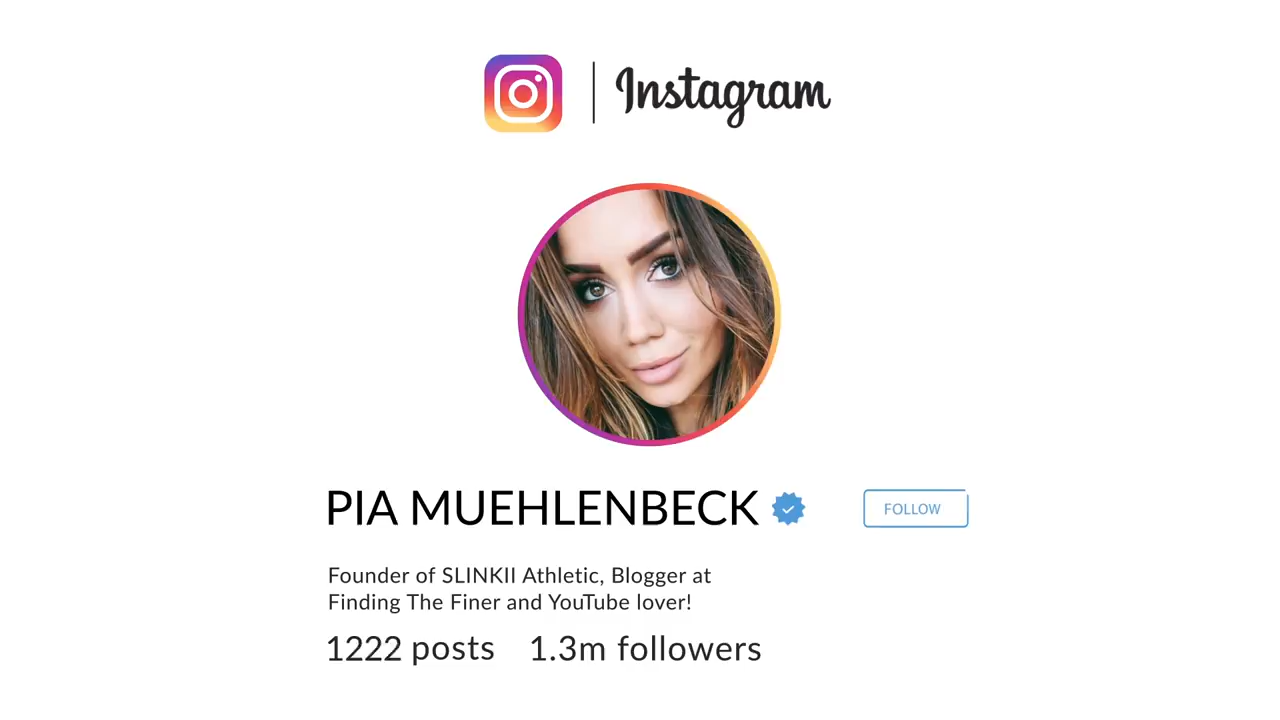 Instagram
PIA MUEHLENBECK
FOLLOW
Founder of SLINKII Athletic, Blogger at
Finding The Finer and YouTube lover!
1222 posts 1.3m followers